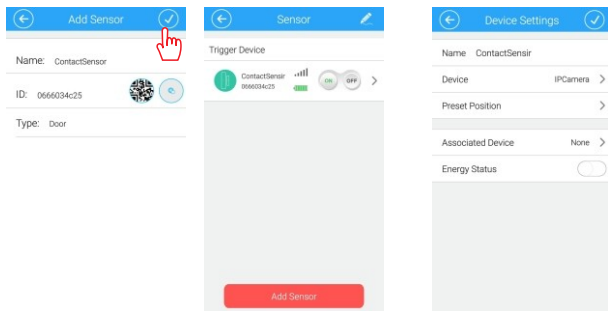 Add Sensor
Name: ContactSensor
ID: 0666034c25
Type: Door
Sensor
Trigger Device
ContactSensir
0666034c25
ON OFF
Add Sensor
Device Settings
Name ContactSensir
Device IPCamera
Preset Position
Associated Device None
Energy Status